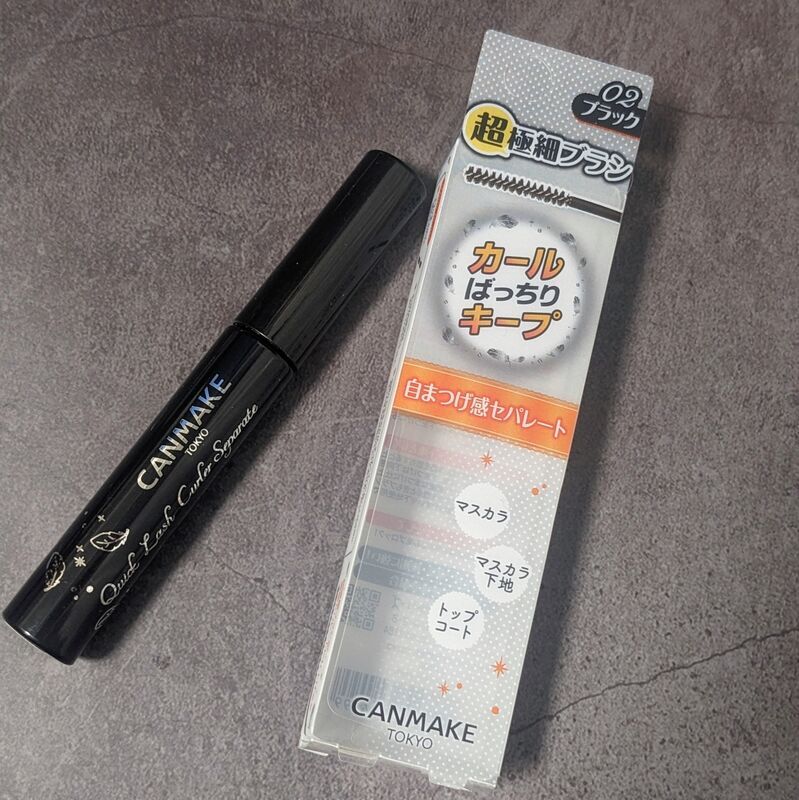 CANMAKE
TOKYO
Quick Lash Curler Separate
02
ブラック
超極細ブラシ
カール
ばっちり
キープ
自まつげ感セパレート
マスカラ
マスカラ
下地
トップ
コート
CANMAKE
TOKYO